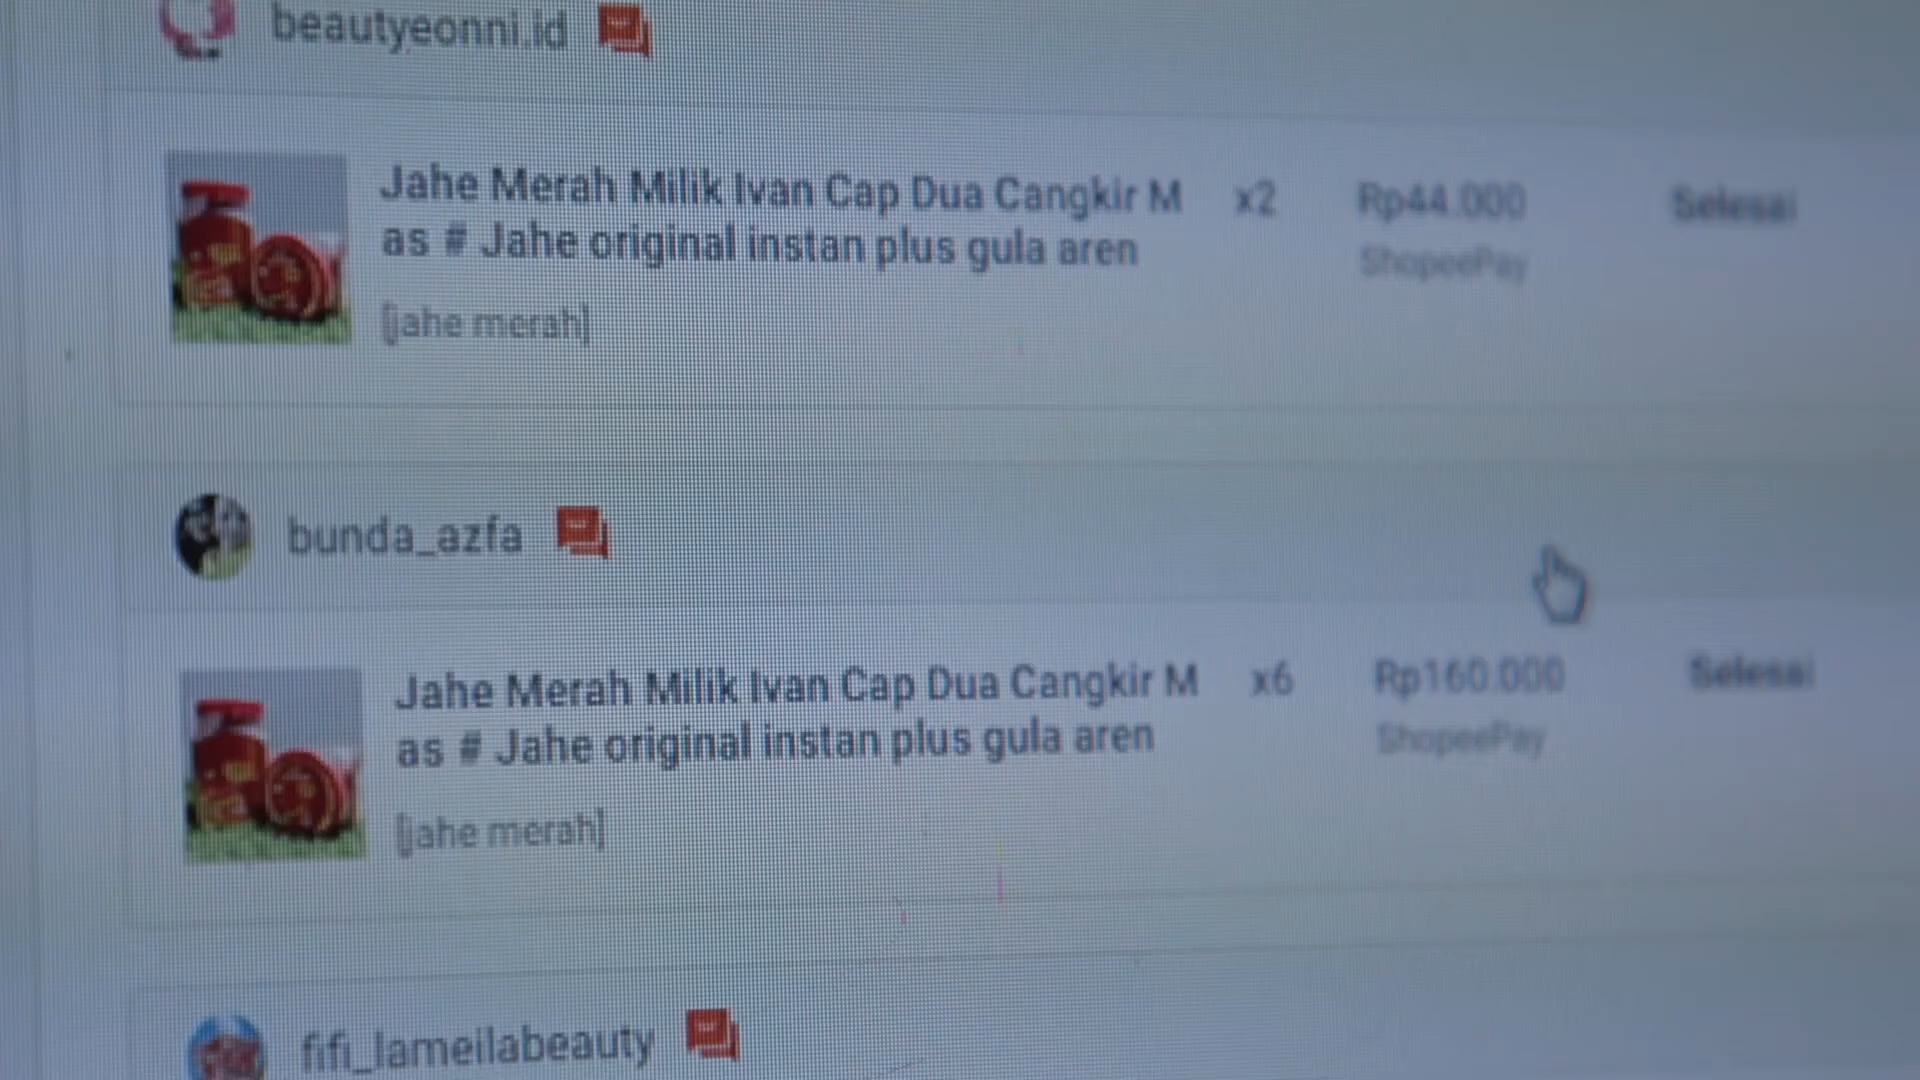 beautyeonni.id
Jahe Merah Milik Ivan Cap Dua Cangkir M x2 Rp44.000 Selesai
as # Jahe original instan plus gula aren ShopeePay
[jahe merah]
bunda_azfa
Jahe Merah Milik Ivan Cap Dua Cangkir M x6 Rp160.000 Selesai
as # Jahe original instan plus gula aren ShopeePay
[jahe merah]
fifi_lameilabeauty